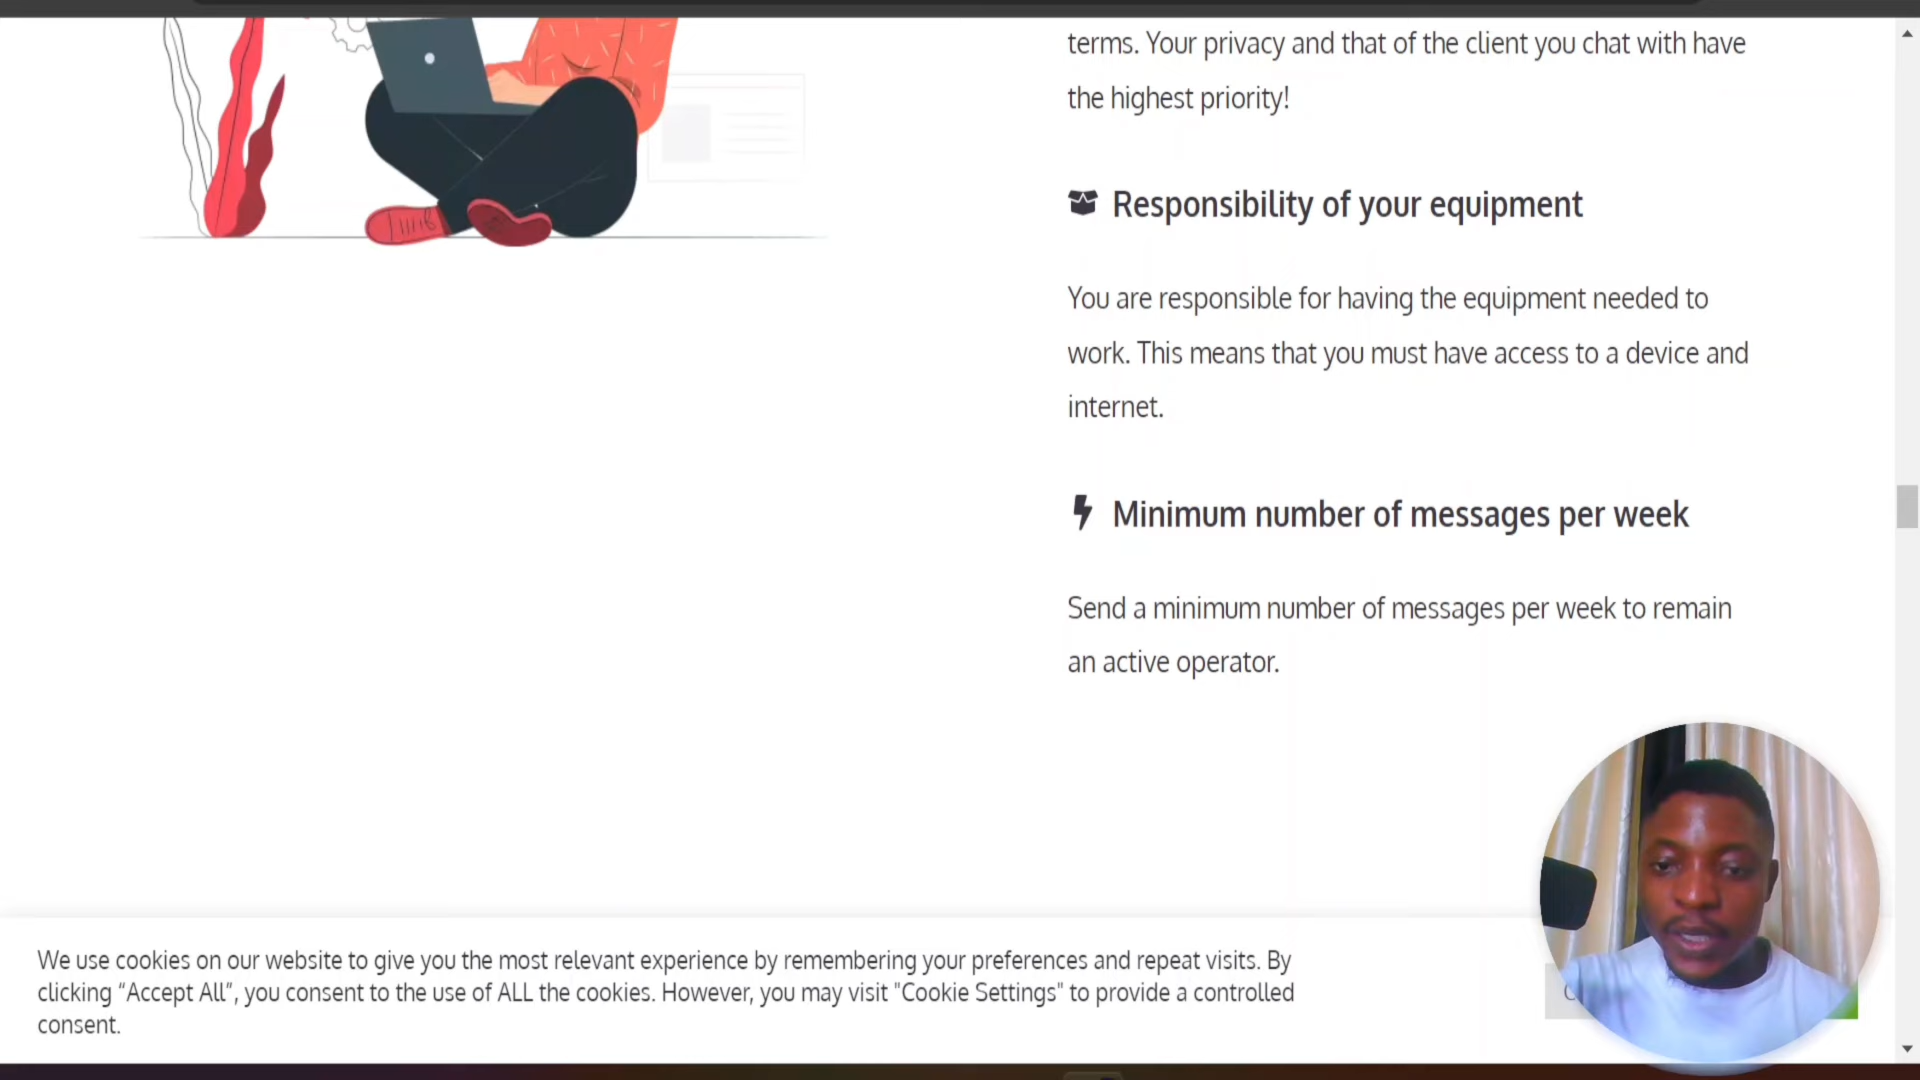 terms. Your privacy and that of the client you chat with have
the highest priority!
Responsibility of your equipment
You are responsible for having the equipment needed to
work. This means that you must have access to a device and
internet.
Minimum number of messages per week
Send a minimum number of messages per week to remain
an active operator.
We use cookies on our website to give you the most relevant experience by remembering your preferences and repeat visits. By
clicking “Accept All”, you consent to the use of ALL the cookies. However, you may visit "Cookie Settings" to provide a controlled
consent.